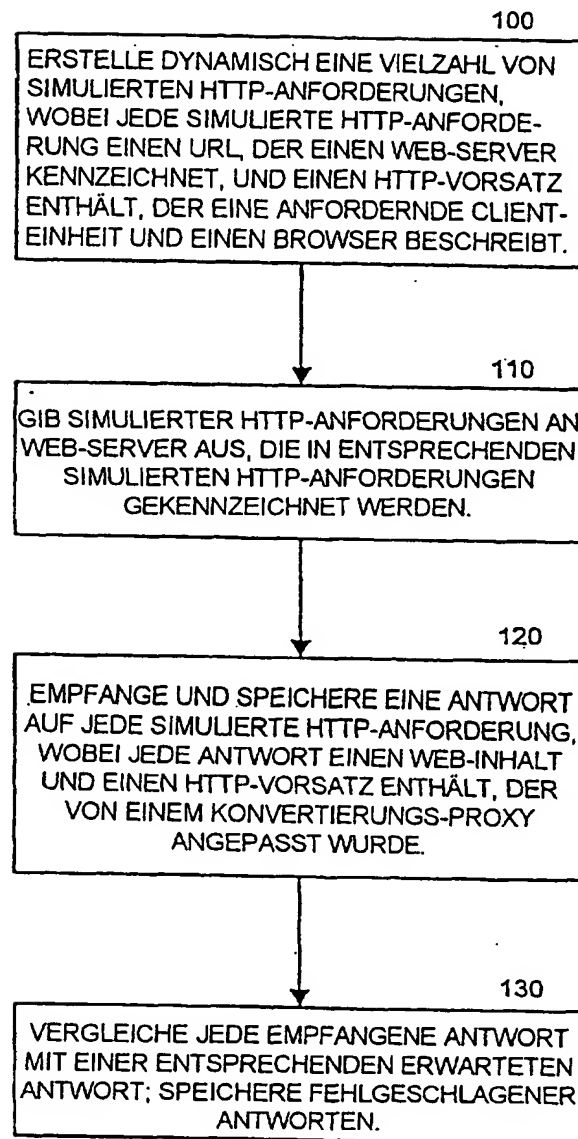 100
ERSTELLE DYNAMISCH EINE VIELZAHL VON
SIMULIERTEN HTTP-ANFORDERUNGEN,
WOBEI JEDE SIMULIERTE HTTP-ANFORDE-
RUNG EINEN URL, DER EINEN WEB-SERVER
KENNZEICHNET, UND EINEN HTTP-VORSATZ
ENTHÄLT, DER EINE ANFORDERNDE CLIENT-
EINHEIT UND EINEN BROWSER BESCHREIBT.
110
GIB SIMULIERTER HTTP-ANFORDERUNGEN AN
WEB-SERVER AUS, DIE IN ENTSPRECHENDEN
SIMULIERTEN HTTP-ANFORDERUNGEN
GEKENNZEICHNET WERDEN.
120
EMPFANGE UND SPEICHERE EINE ANTWORT
AUF JEDE SIMULIERTE HTTP-ANFORDERUNG,
WOBEI JEDE ANTWORT EINEN WEB-INHALT
UND EINEN HTTP-VORSATZ ENTHÄLT, DER
VON EINEM KONVERTIERUNGS-PROXY
ANGEPASST WURDE.
130
VERGLEICHE JEDE EMPFANGENE ANTWORT
MIT EINER ENTSPRECHENDEN ERWARTETEN
ANTWORT; SPEICHERE FEHLGESCHLAGENER
ANTWORTEN.